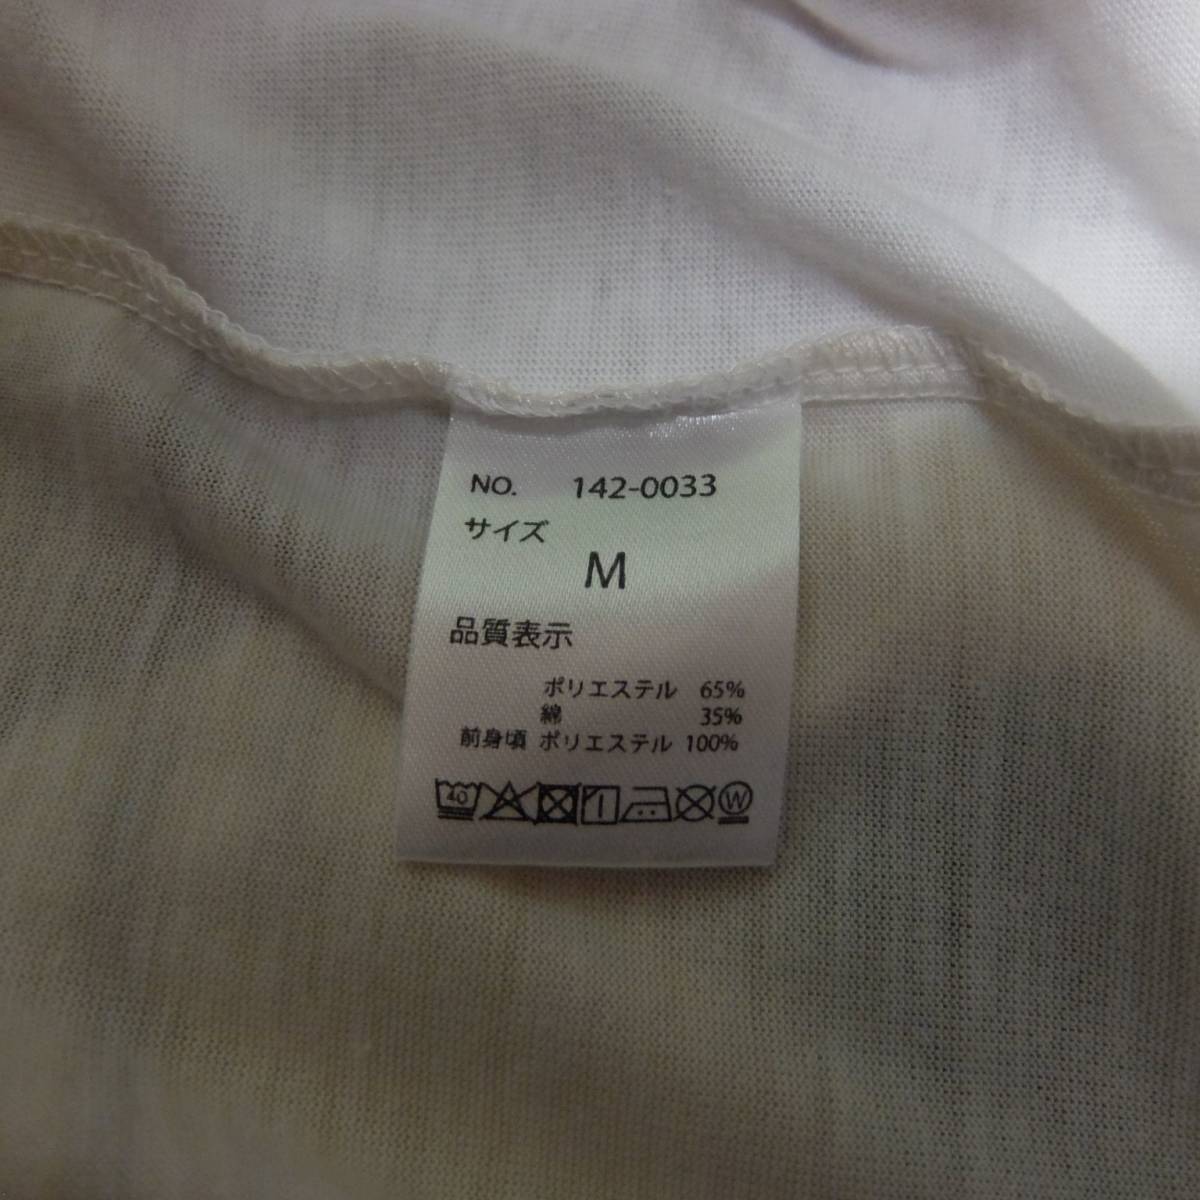 NO. 142-0033
サイズ
M
品質表示
ポリエステル 65%
綿 35%
前身頃 ポリエステル 100%
40 W